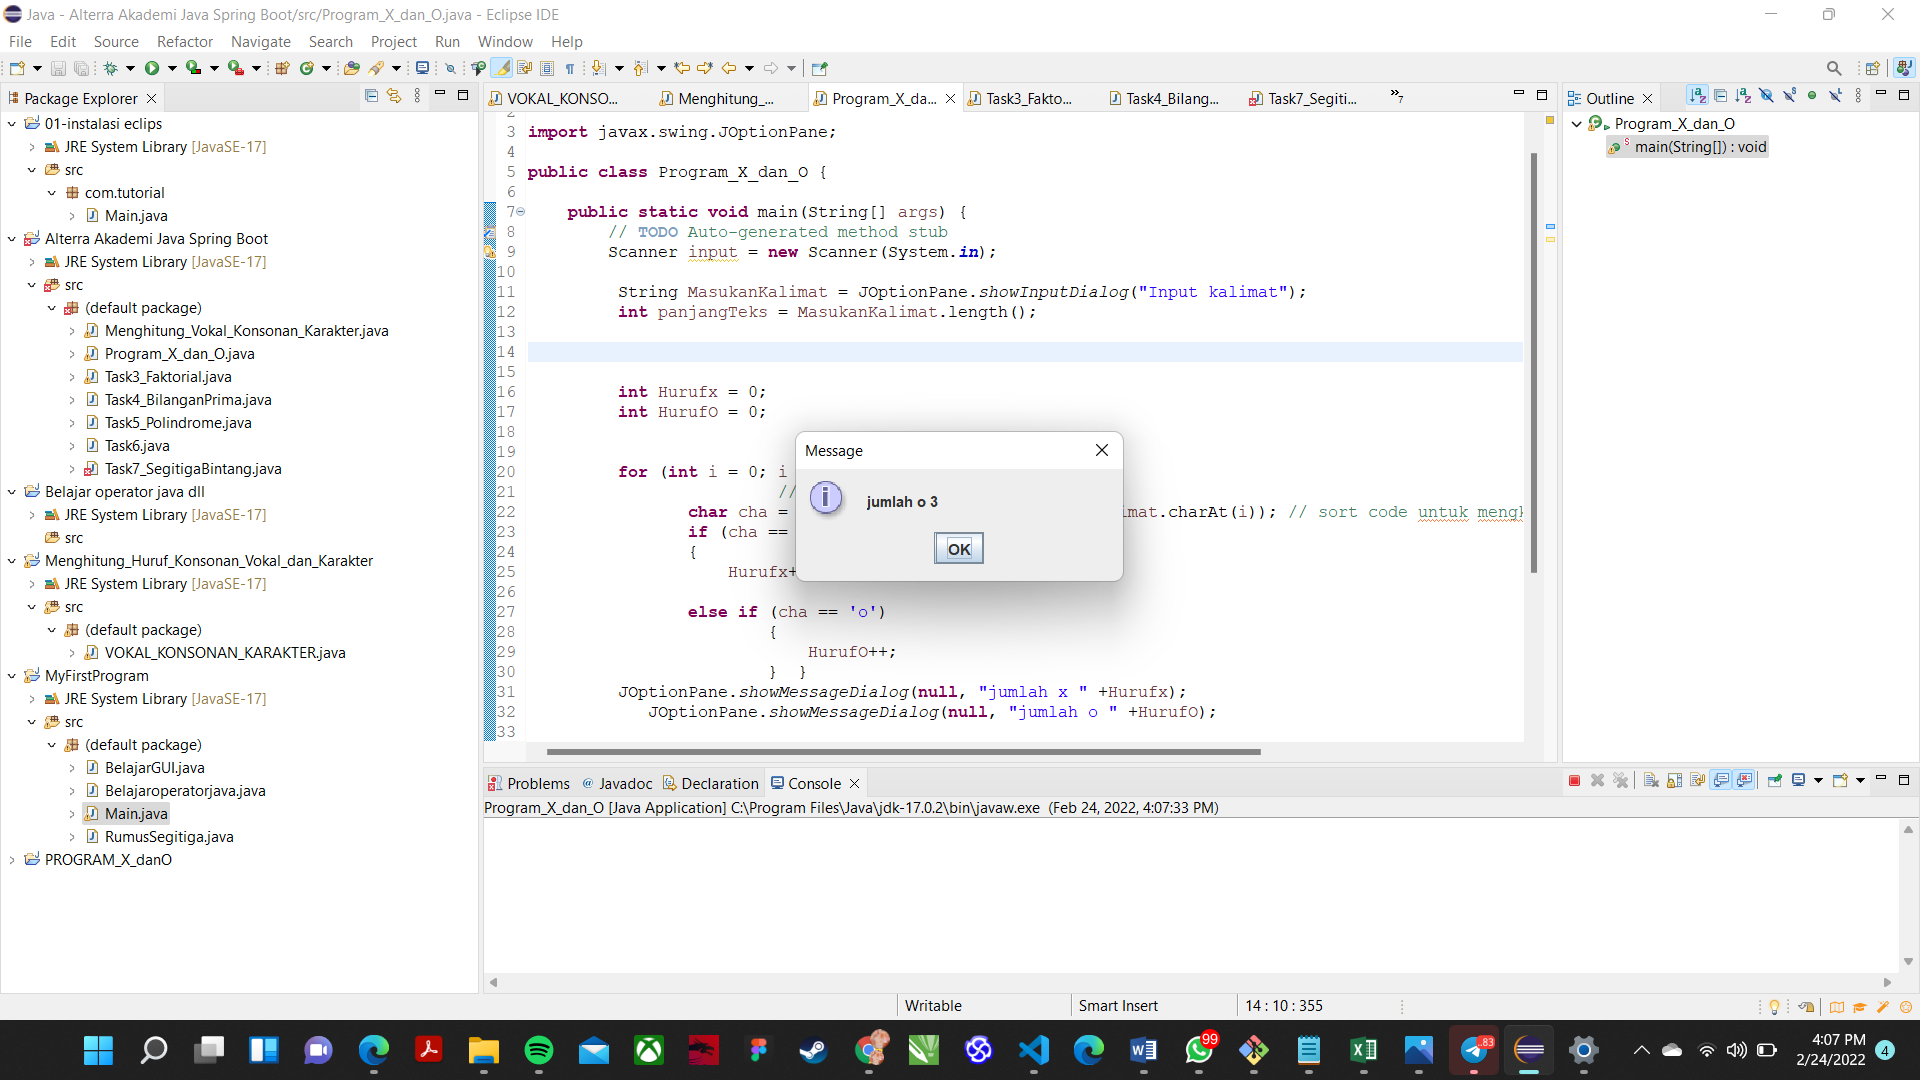 Java - Alterra Akademi Java Spring Boot/src/Program_X_dan_O.java - Eclipse IDE
File Edit Source Refactor Navigate Search Project Run Window Help
Package Explorer
01-instalasi eclips
JRE System Library [JavaSE-17]
src
com.tutorial
Main.java
Alterra Akademi Java Spring Boot
JRE System Library [JavaSE-17]
src
(default package)
Menghitung_Vokal_Konsonan_Karakter.java
Program_X_dan_O.java
Task3_Faktorial.java
Task4_BilanganPrima.java
Task5_Polindrome.java
Task6.java
Task7_SegitigaBintang.java
Belajar operator java dll
JRE System Library [JavaSE-17]
src
Menghitung_Huruf_Konsonan_Vokal_dan_Karakter
JRE System Library [JavaSE-17]
src
(default package)
VOKAL_KONSONAN_KARAKTER.java
MyFirstProgram
JRE System Library [JavaSE-17]
src
(default package)
BelajarGUI.java
Belajaroperatorjava.java
Main.java
RumusSegitiga.java
PROGRAM_X_danO
VOKAL_KONSO... Menghitung_... Program_X_da... Task3_Fakto... Task4_Bilang... Task7_Segiti... »7
2
3 import javax.swing.JOptionPane;
4
5 public class Program_X_dan_O {
6
7 public static void main(String[] args) {
8 // TODO Auto-generated method stub
9 Scanner input = new Scanner(System.in);
10
11 String MasukanKalimat = JOptionPane.showInputDialog("Input kalimat");
12 int panjangTeks = MasukanKalimat.length();
13
14
15
16 int Hurufx = 0;
17 int HurufO = 0;
18
19
20 for (int i = 0; i
21 //
22 char cha = imat.charAt(i)); // sort code untuk mengk
23 if (cha ==
24 {
25 Hurufx+
26
27 else if (cha == 'o')
28 {
29 HurufO++;
30 } }
31 JOptionPane.showMessageDialog(null, "jumlah x " +Hurufx);
32 JOptionPane.showMessageDialog(null, "jumlah o " +HurufO);
33
Message
jumlah o 3
OK
Outline
Program_X_dan_O
main(String[]) : void
Problems Javadoc Declaration Console
Program_X_dan_O [Java Application] C:\Program Files\Java\jdk-17.0.2\bin\javaw.exe (Feb 24, 2022, 4:07:33 PM)
Writable Smart Insert 14 : 10 : 355
99
83
4:07 PM
2/24/2022
4